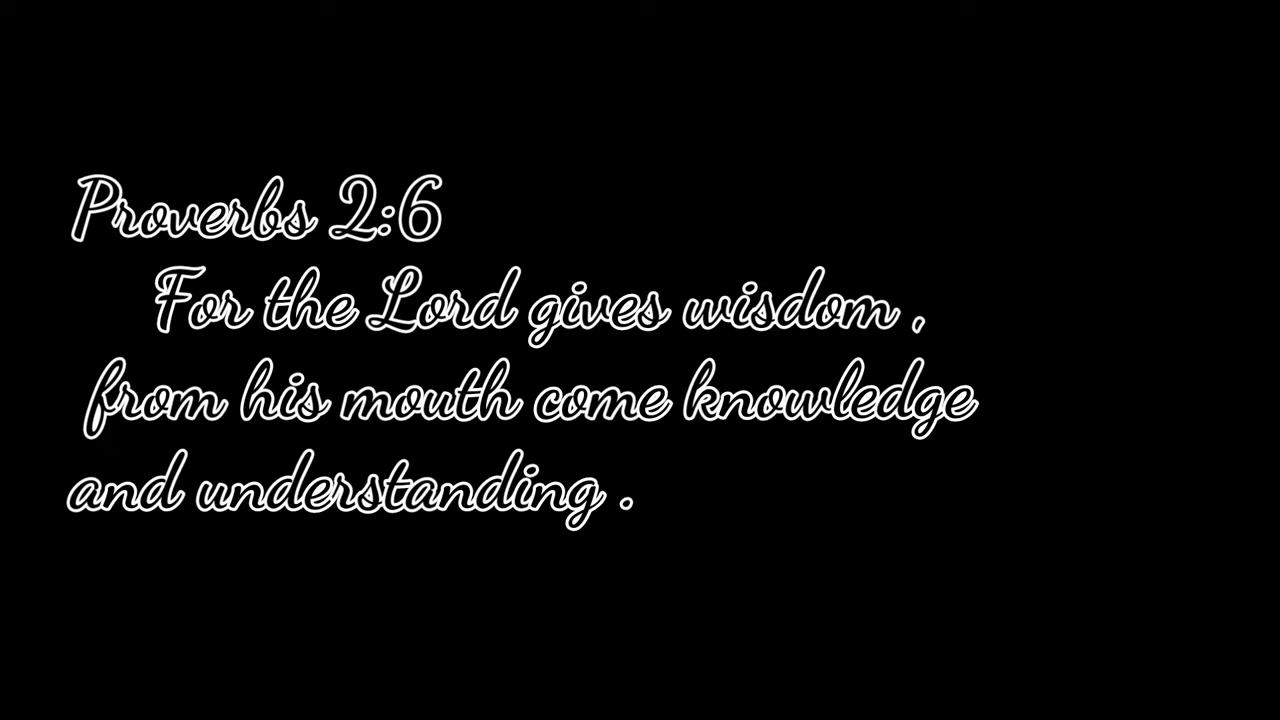 Proverbs 2:6
For the Lord gives wisdom ,
from his mouth come knowledge
and understanding .